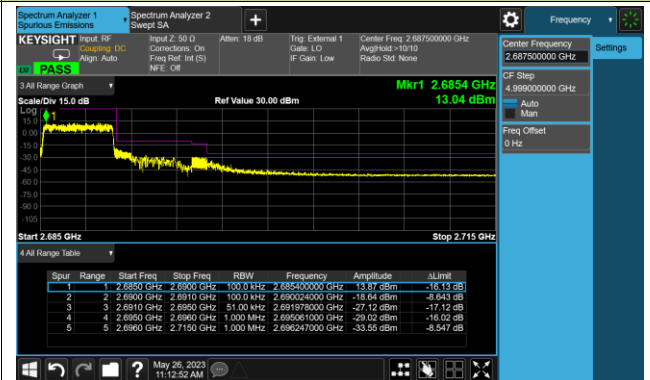 Spectrum Analyzer 1
Spurious Emissions
Spectrum Analyzer 2
Swept SA
+
Frequency
KEYSIGHT
Input: RF
Coupling: DC
Align: Auto
Input Z: 50 Ω
Corrections: On
Freq Ref: Int (S)
NFE: Off
Atten: 18 dB
Trig: External 1
Gate: LO
IF Gain: Low
Center Freq: 2.687500000 GHz
Avg|Hold:>10/10
Radio Std: None
PASS
Center Frequency
2.687500000 GHz
Settings
CF Step
4.999000000 GHz
Auto
Man
Freq Offset
0 Hz
3 All Range Graph
Mkr1 2.6854 GHz
Scale/Div 15.0 dB
Ref Value 30.00 dBm
13.04 dBm
Log
1
15.0
0.00
-15.0
-30.0
-45.0
-60.0
-75.0
-90.0
-105
Start 2.685 GHz
Stop 2.715 GHz
4 All Range Table
Spur Range Start Freq Stop Freq RBW Frequency Amplitude ΔLimit
1 1 2.6850 GHz 2.6900 GHz 100.0 kHz 2.685400000 GHz 13.87 dBm -16.13 dB
2 2 2.6900 GHz 2.6910 GHz 100.0 kHz 2.690024000 GHz -18.64 dBm -8.643 dB
3 3 2.6910 GHz 2.6950 GHz 51.00 kHz 2.691978000 GHz -27.12 dBm -17.12 dB
4 4 2.6950 GHz 2.6960 GHz 1.000 MHz 2.695061000 GHz -29.02 dBm -16.02 dB
5 5 2.6960 GHz 2.7150 GHz 1.000 MHz 2.696247000 GHz -33.55 dBm -8.547 dB
?
May 26, 2023
11:12:52 AM